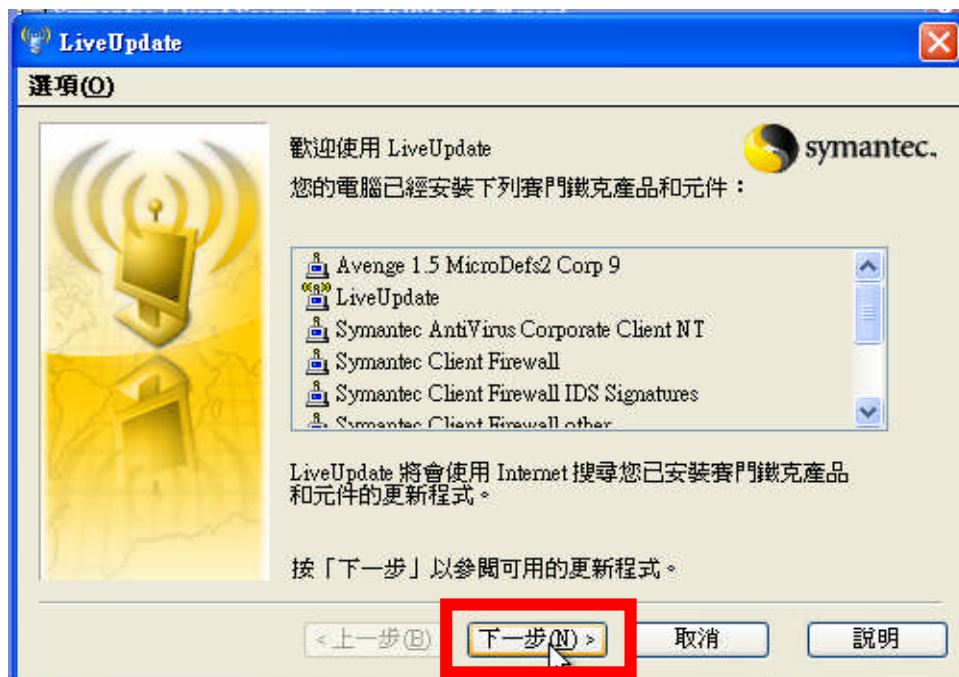 LiveUpdate
選項(O)
symantec.
歡迎使用 LiveUpdate
您的電腦已經安裝下列賽門鐵克產品和元件：
Avenge 1.5 MicroDefs2 Corp 9
LiveUpdate
Symantec AntiVirus Corporate Client NT
Symantec Client Firewall
Symantec Client Firewall IDS Signatures
Symantec Client Firewall other
LiveUpdate 將會使用 Internet 搜尋您已安裝賽門鐵克產品
和元件的更新程式。
按「下一步」以參閱可用的更新程式。
<上一步(B) 下一步(N) > 取消 說明